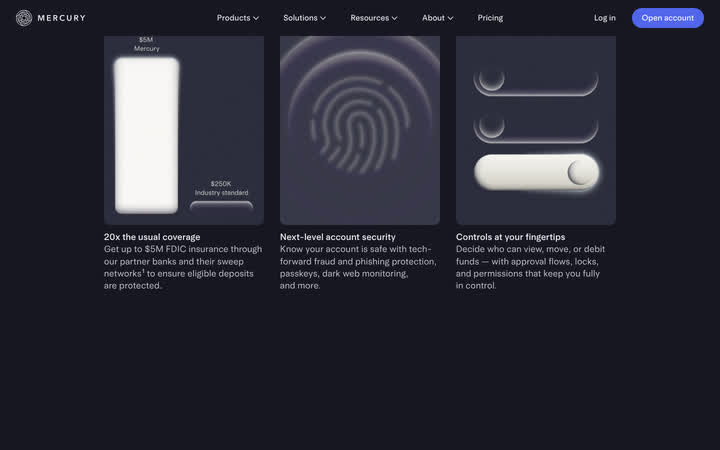 MERCURY
Products
Solutions
Resources
About
Pricing
Log in
Open account
$5M
Mercury
$250K
Industry standard
20x the usual coverage
Get up to $5M FDIC insurance through
our partner banks and their sweep
networks¹ to ensure eligible deposits
are protected.
Next-level account security
Know your account is safe with tech-
forward fraud and phishing protection,
passkeys, dark web monitoring,
and more.
Controls at your fingertips
Decide who can view, move, or debit
funds — with approval flows, locks,
and permissions that keep you fully
in control.